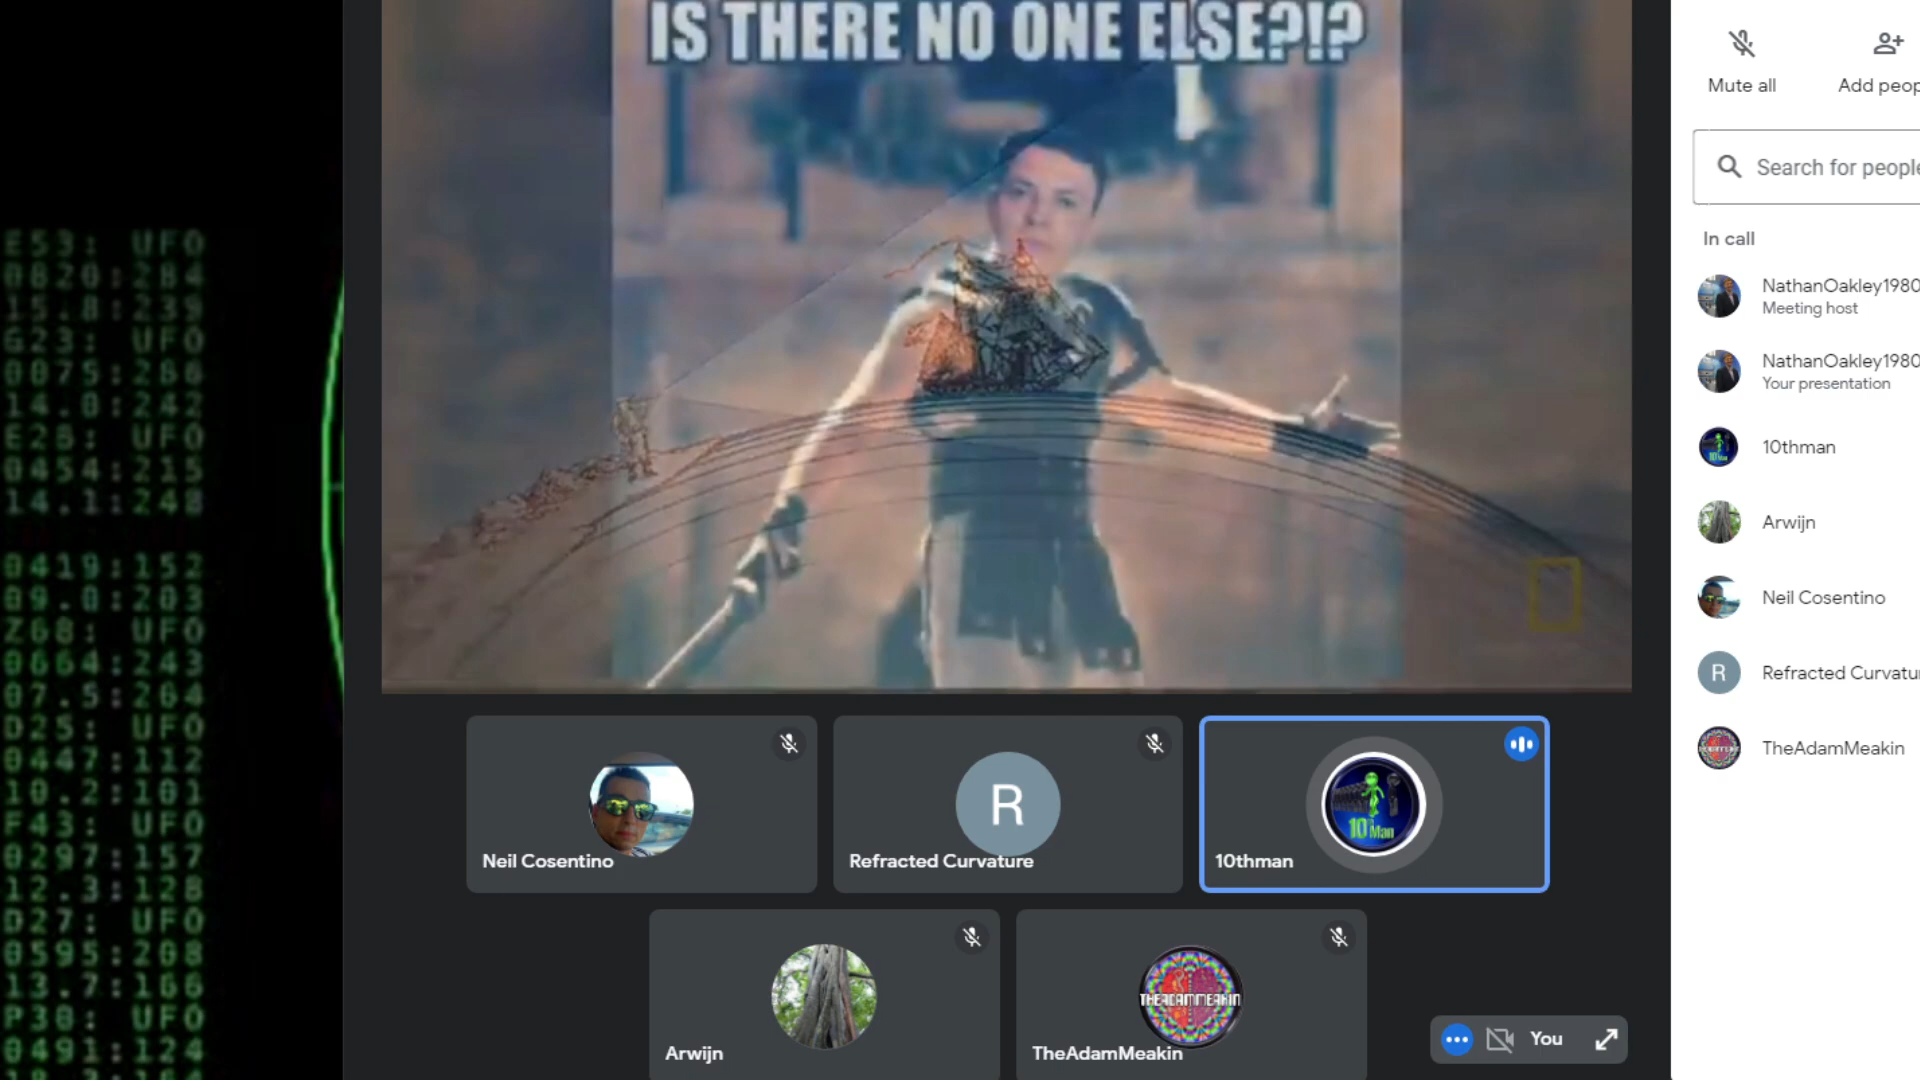 IS THERE NO ONE ELSE?!?
E53: UFO
0820:284
15.8:239
G23: UFO
0875:286
14.0:242
E28: UFO
0454:215
14.1:248
0419:152
09.0:203
Z68: UFO
0664:243
07.5:264
D25: UFO
0447:112
10.2:101
F43: UFO
0297:157
12.3:128
D27: UFO
0595:208
13.7:166
P30: UFO
0491:124
Mute all
Add peop
Search for people
In call
NathanOakley1980
Meeting host
NathanOakley1980
Your presentation
10thman
Arwijn
Neil Cosentino
R
Refracted Curvatu
TheAdamMeakin
Neil Cosentino
R
Refracted Curvature
10 Man
10thman
Arwijn
THEADAMMEAKIN
TheAdamMeakin
You